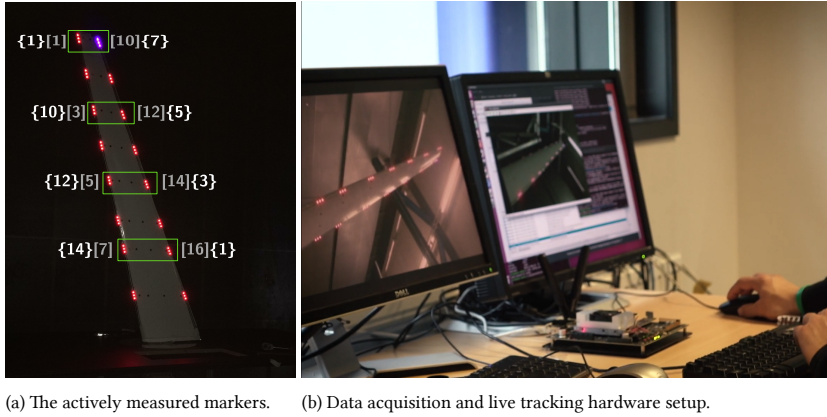 {1}[1] [10]{7}
{10}[3] [12]{5}
{12}[5] [14]{3}
{14}[7] [16]{1}
DELL
(a) The actively measured markers. (b) Data acquisition and live tracking hardware setup.